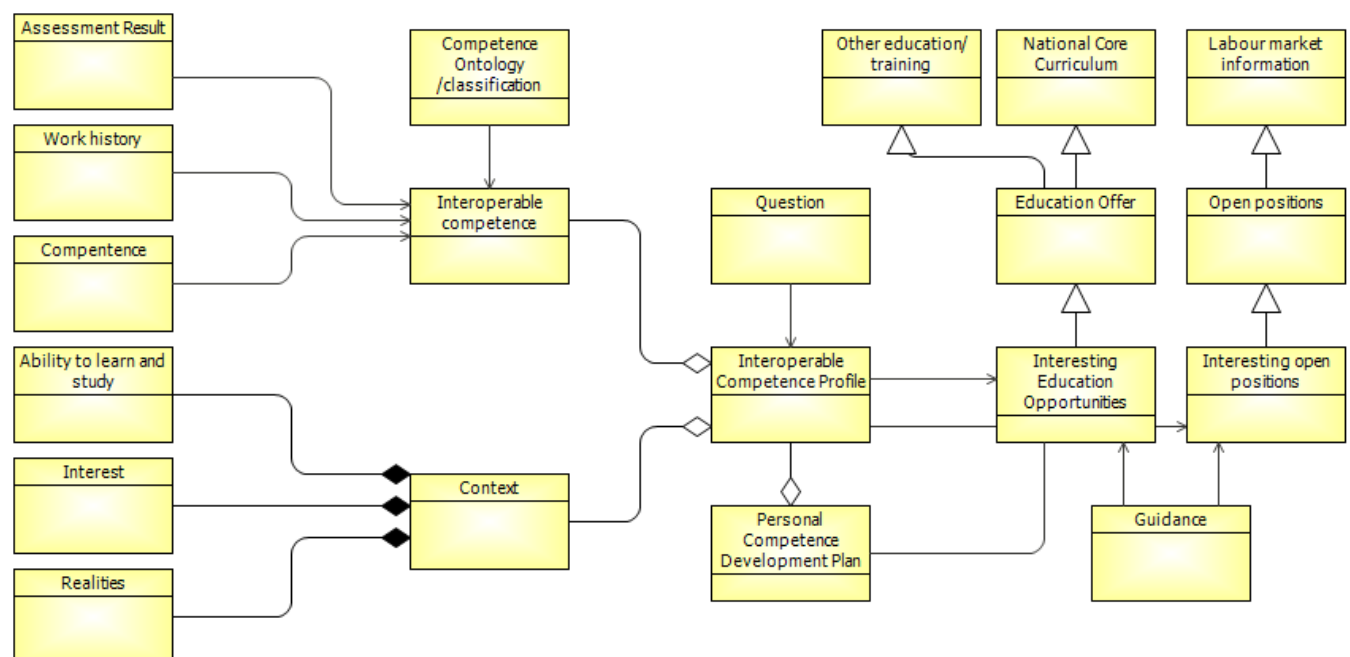 Assessment Result
Work history
Compentence
Ability to learn and
study
Interest
Realities
Competence
Ontology
/classification
Interoperable
competence
Context
Question
Interoperable
Competence Profile
Personal
Competence
Development Plan
Other education/
training
National Core
Curriculum
Labour market
information
Education Offer
Open positions
Interesting
Education
Opportunities
Interesting open
positions
Guidance